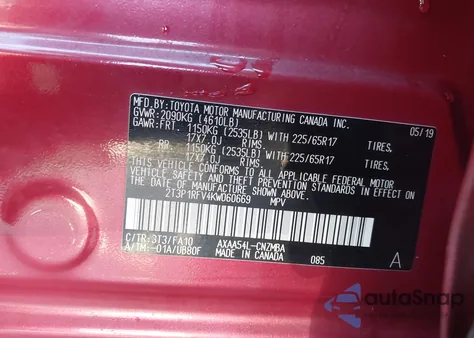 MFD.BY:TOYOTA MOTOR MANUFACTURING CANADA INC.
GVWR:2090KG (4610LB) 05/19
GAWR:FRT. 1150KG (2535LB) WITH 225/65R17 TIRES.
17X7.0J RIMS.
RR. 1150KG (2535LB) WITH 225/65R17 TIRES.
17X7.0J RIMS.
THIS VEHICLE CONFORMS TO ALL APPLICABLE FEDERAL MOTOR
VEHICLE SAFETY AND
STANDARDS IN EFFECT ON THE DATE OF
MANUFACTURE SHOWN ABOVE.
2T3P1RFV4KW060669 MPV
C/TR:3T3/FA10 AXAA54L-CNZMBA
A/TM:-01A/UB80F MADE IN CANADA 085 A
autoSnap